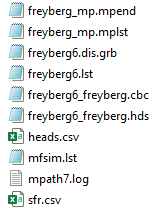 freyberg_mp.mpend
freyberg_mp.mplst
freyberg6.dis.grb
freyberg6.lst
freyberg6_freyberg.cbc
freyberg6_freyberg.hds
heads.csv
mfsim.lst
mpath7.log
sfr.csv